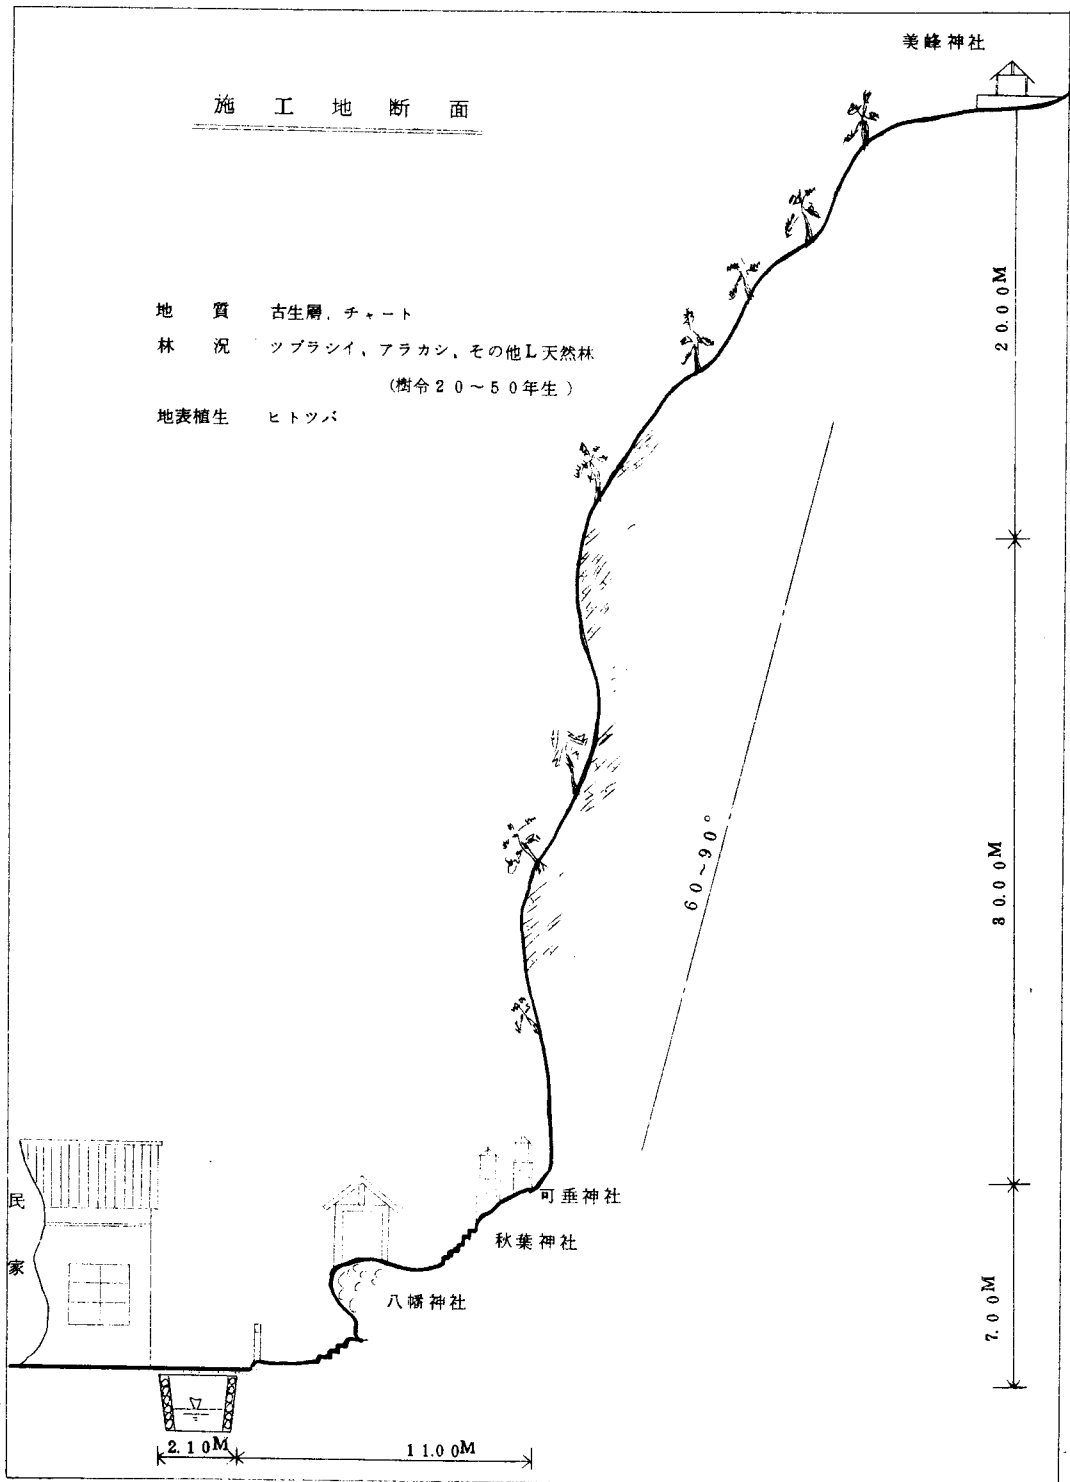 美峰神社
施工地断面
地質 古生層、チャート
林況 ツブラシイ、アラカシ、その他L天然林
(樹令20~50年生)
地表植生 ヒトツバ
20.00M
60~90°
30.00M
可垂神社
秋葉神社
八幡神社
民家
7.00M
2.10M
11.00M